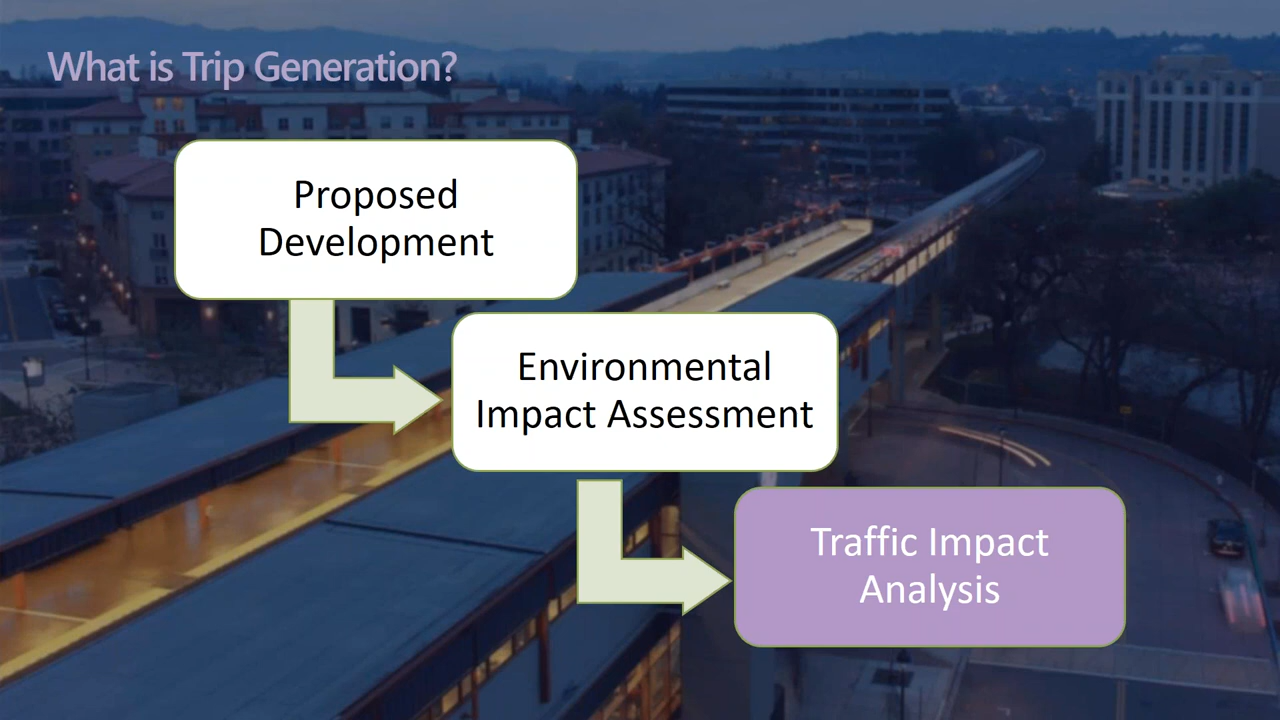 What is Trip Generation?
Proposed
Development
Environmental
Impact Assessment
Traffic Impact
Analysis